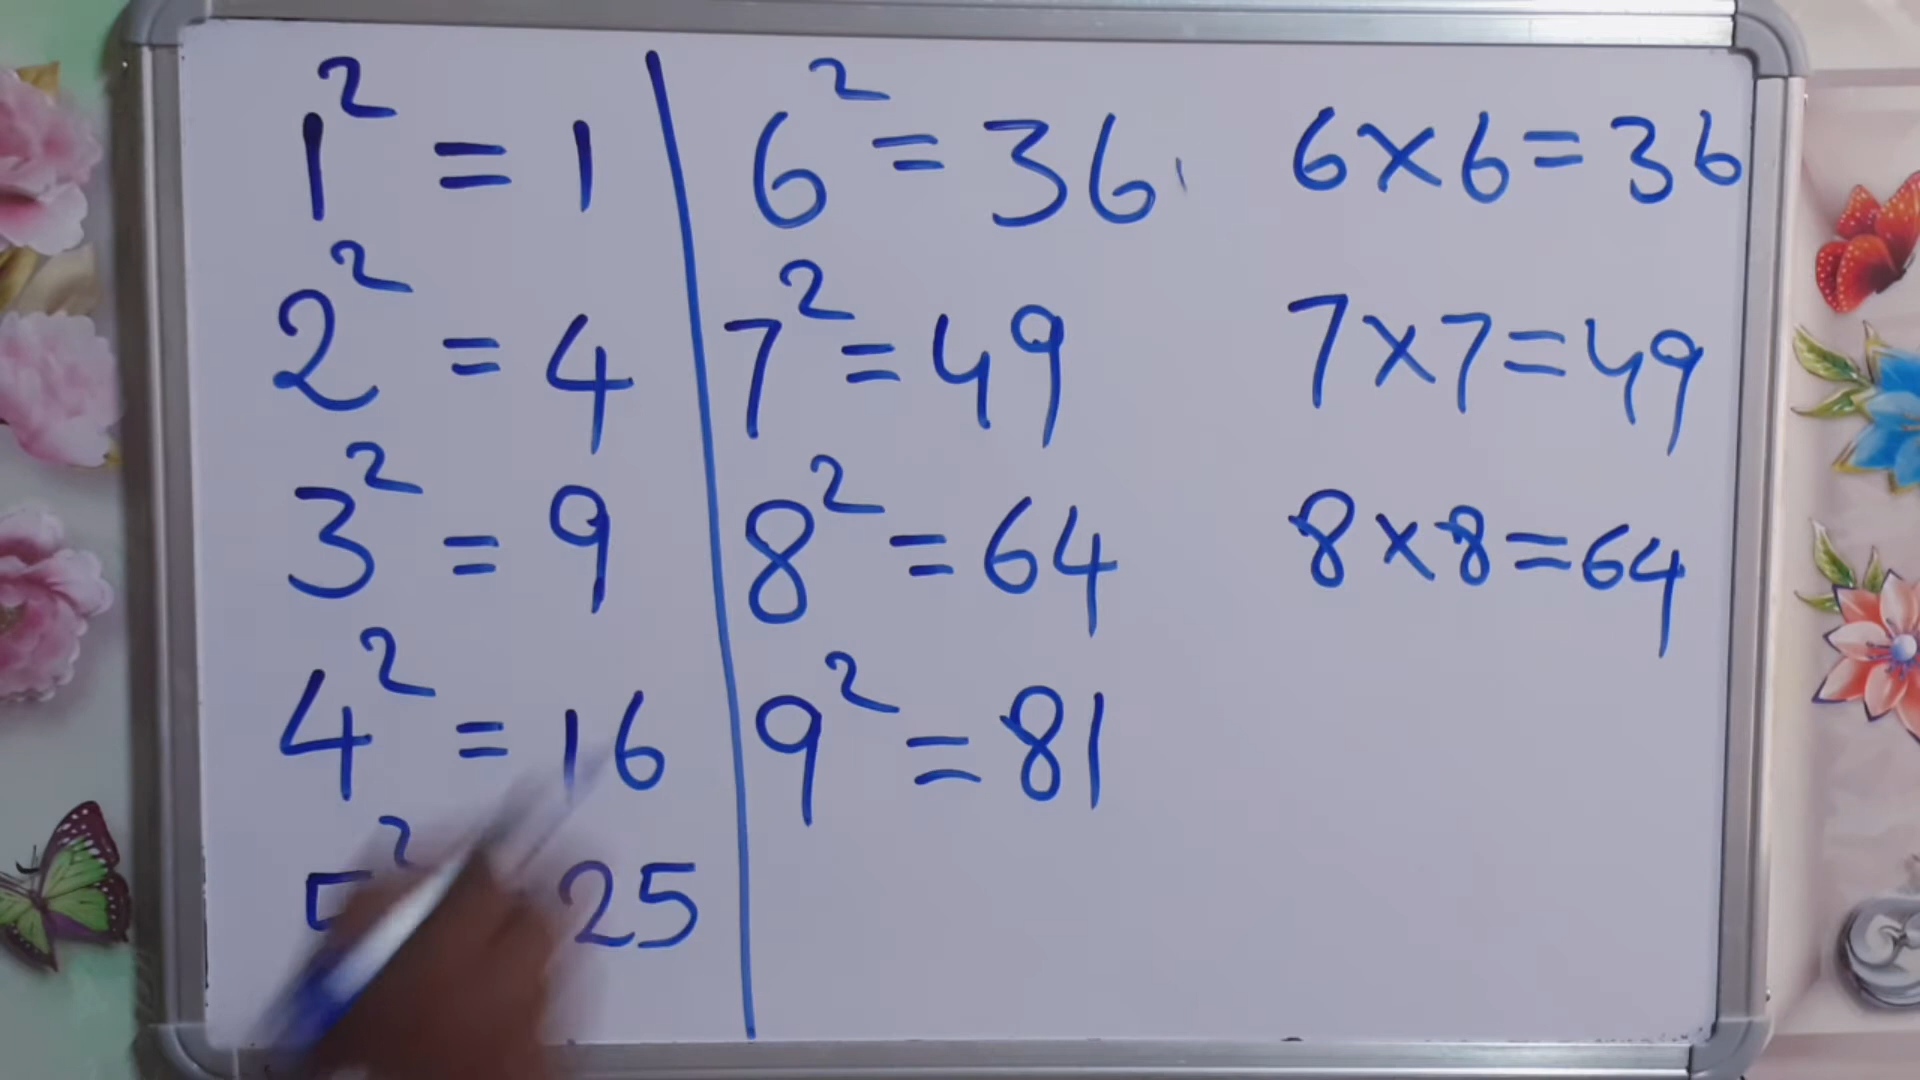 1² = 1
2² = 4
3² = 9
4² = 16
5² 25
6² = 36
7² = 49
8² = 64
9² = 81
6×6=36
7×7=49
8×8=64